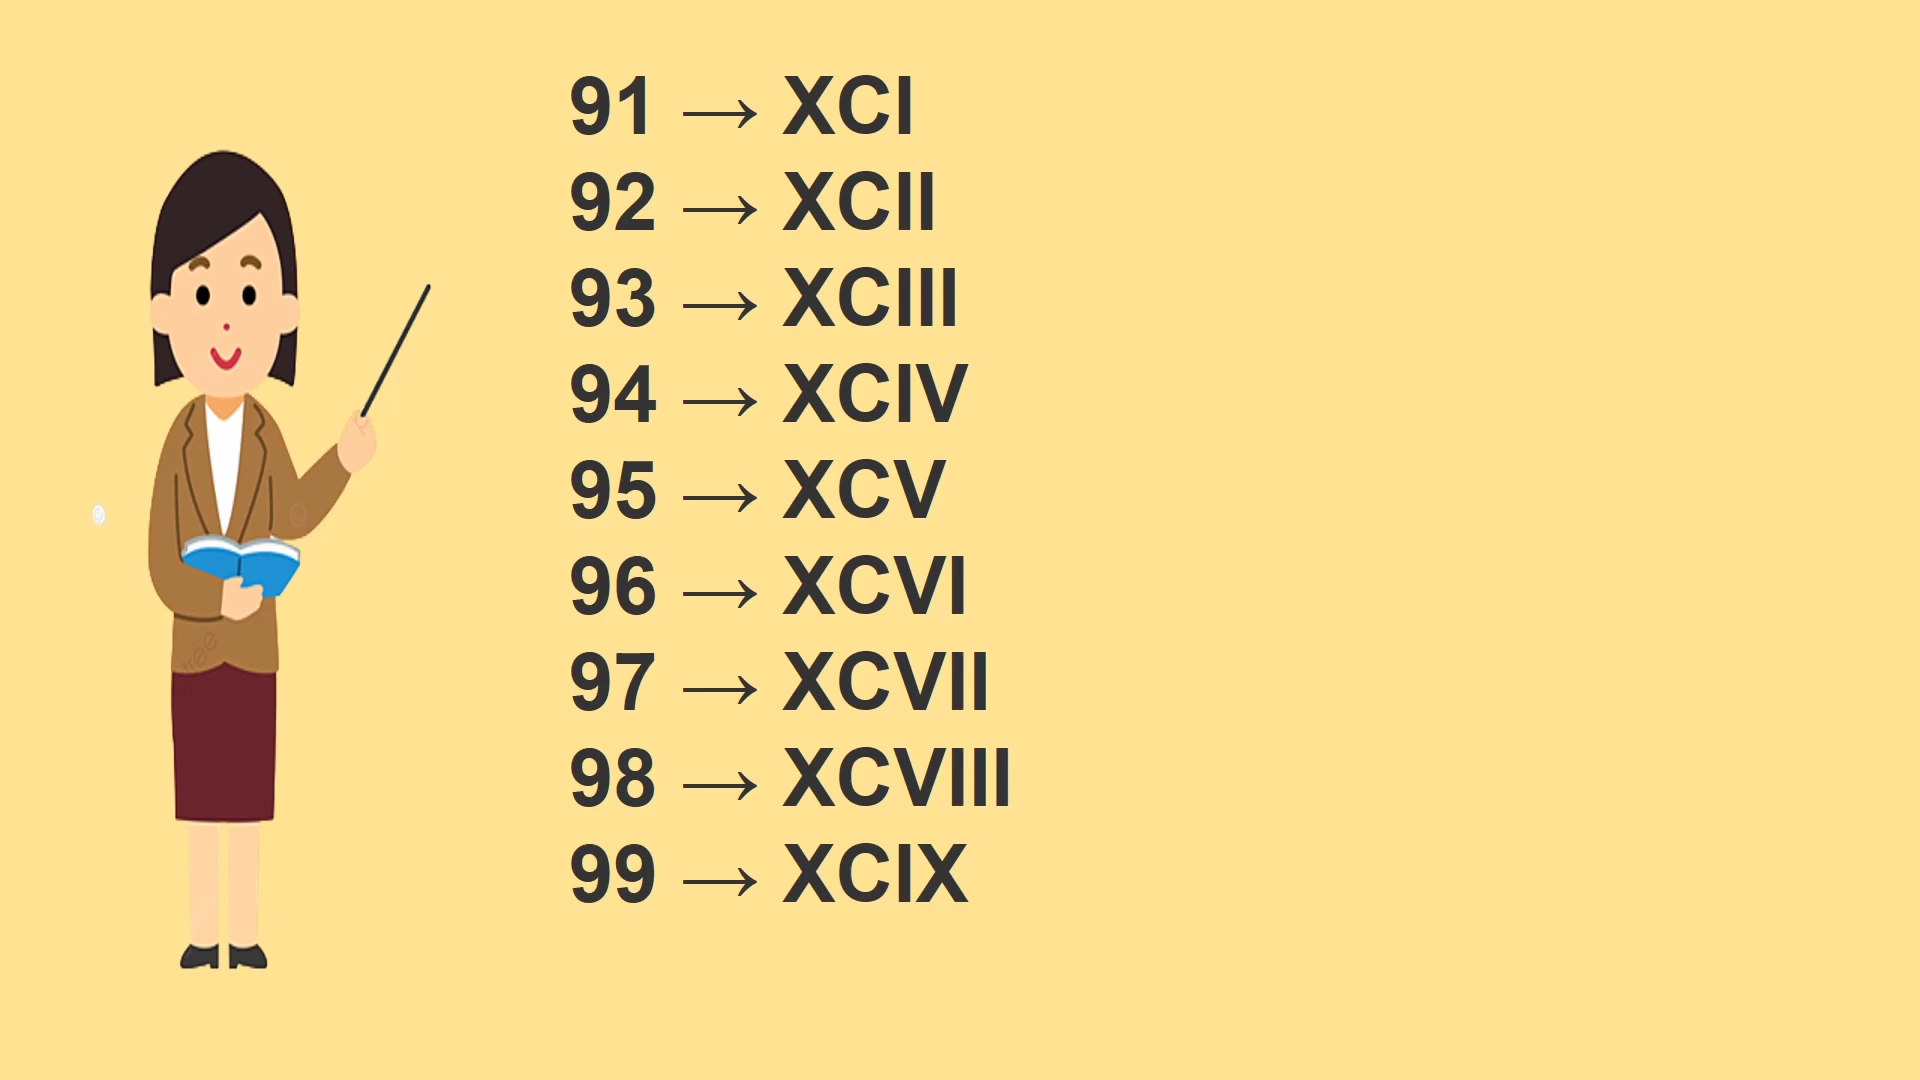 91 → XCI
92 → XCII
93 → XCIII
94 → XCIV
95 → XCV
96 → XCVI
97 → XCVII
98 → XCVIII
99 → XCIX